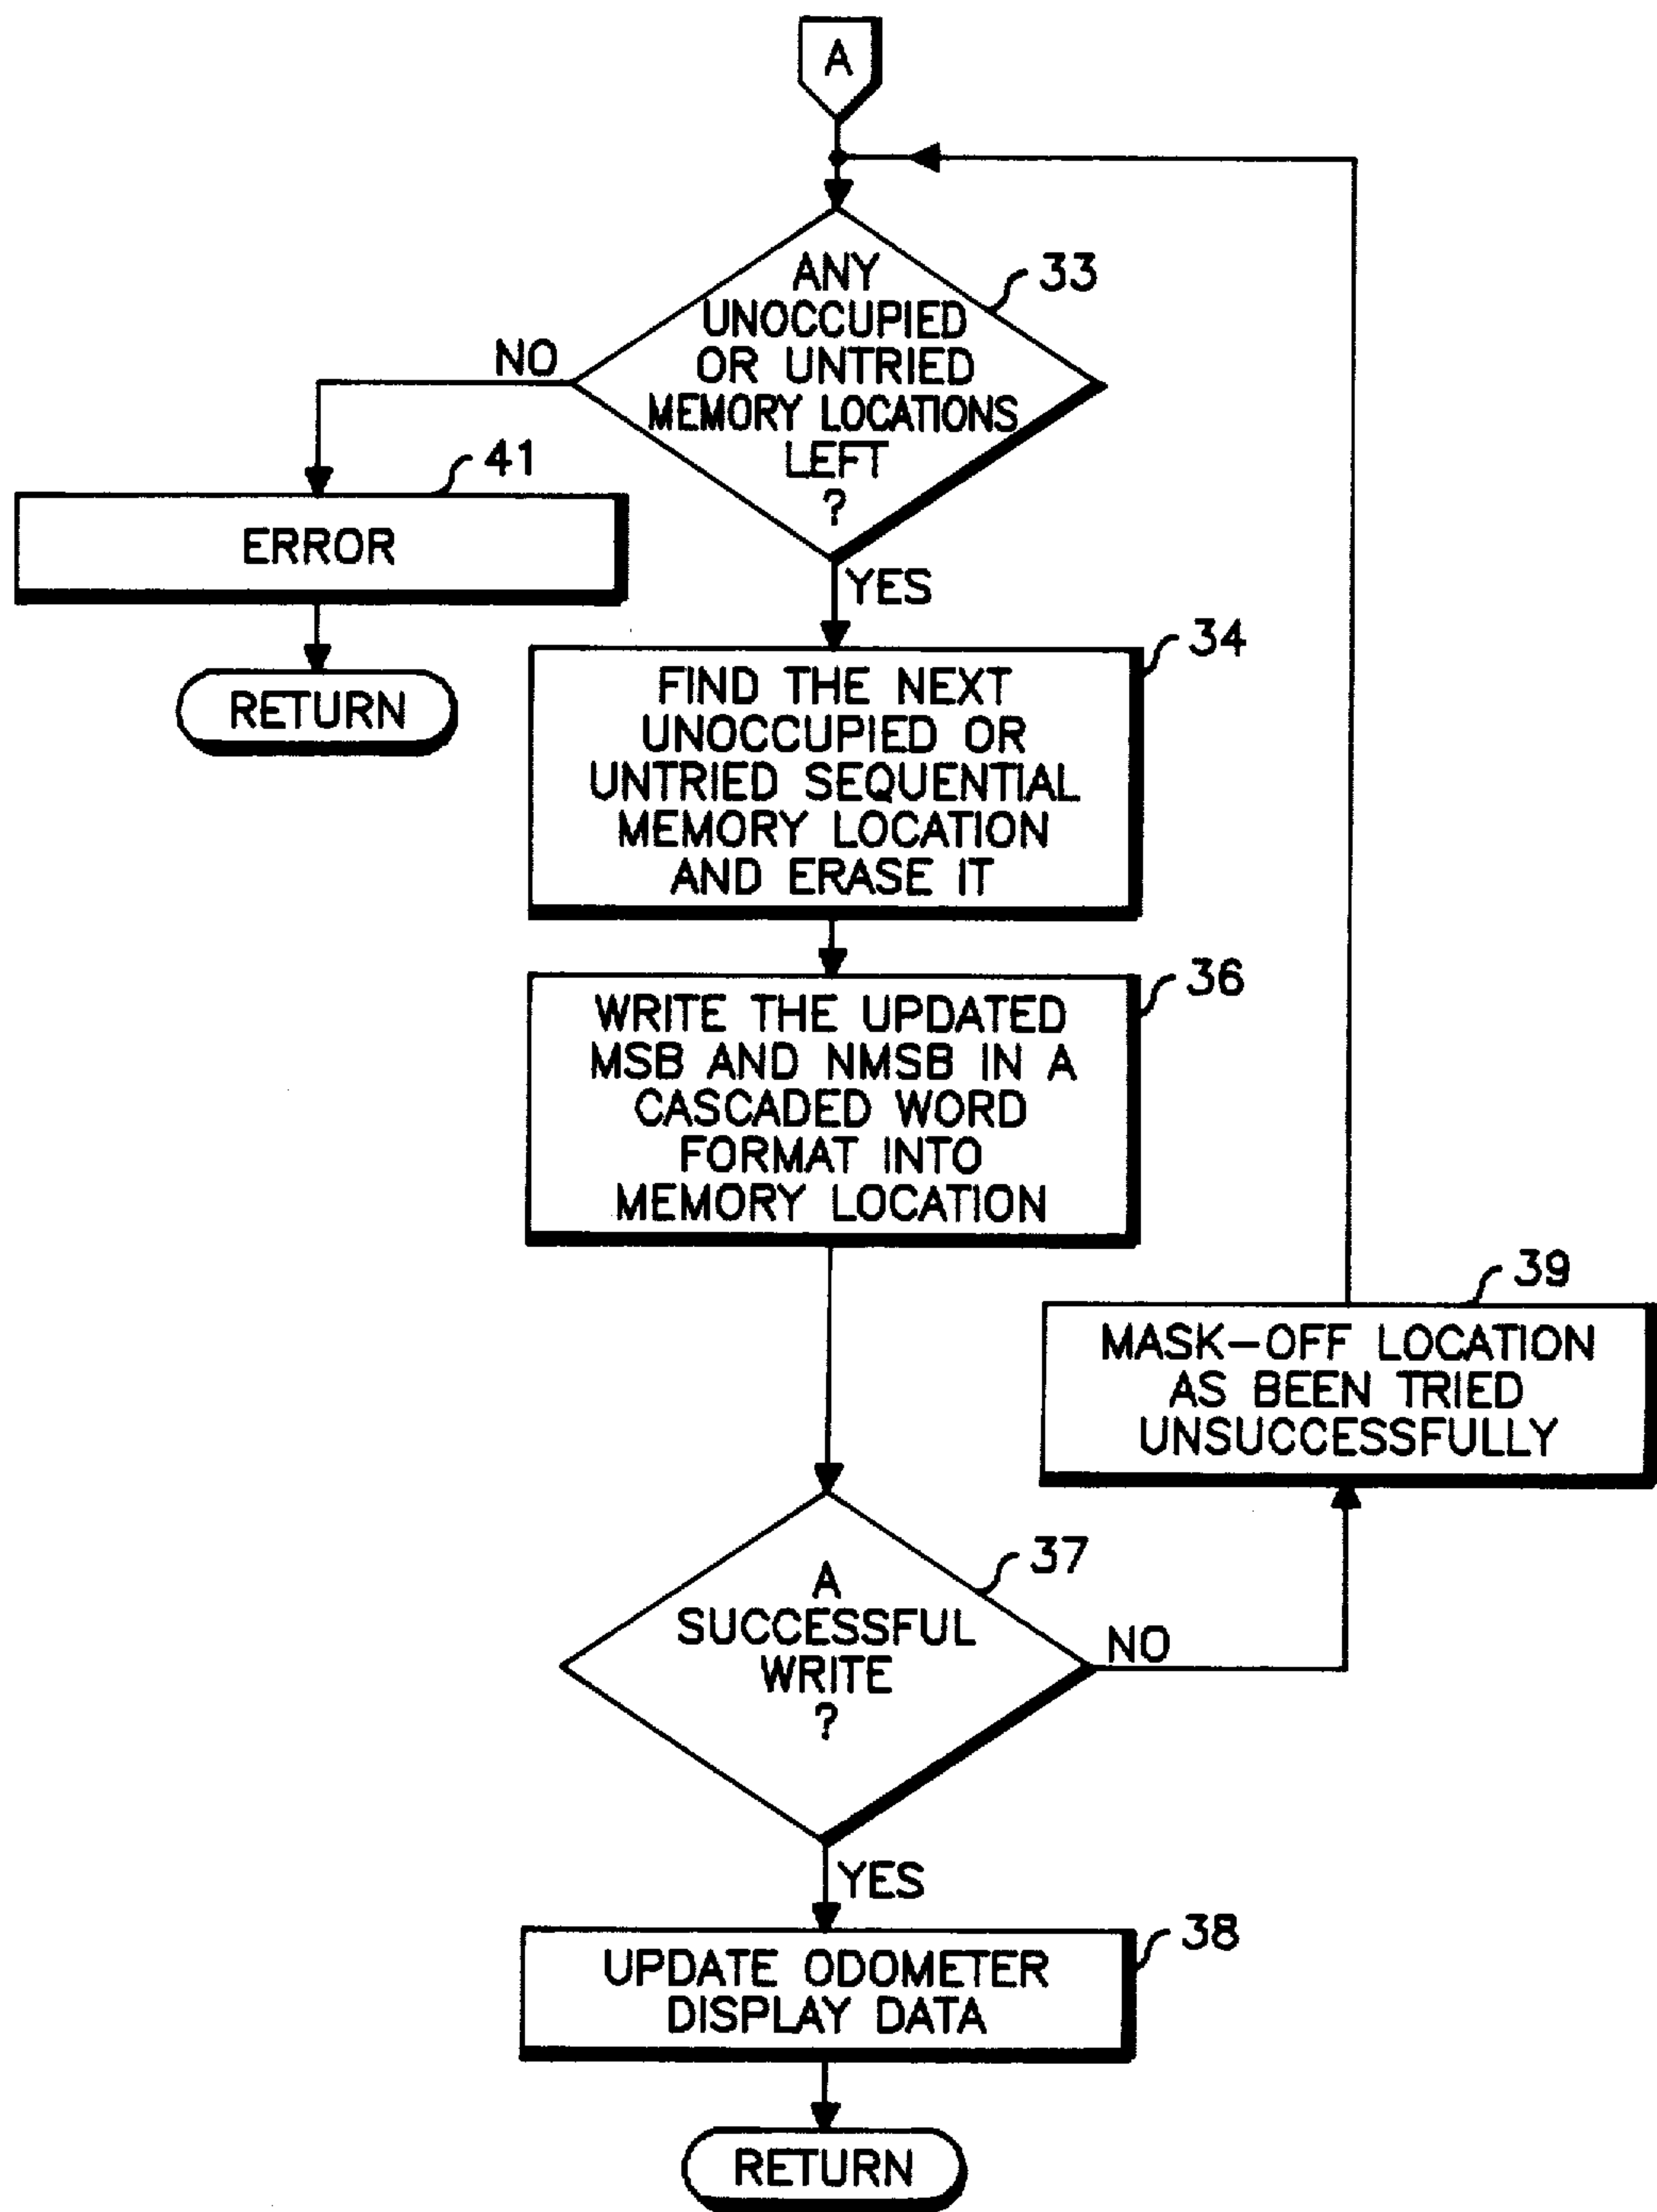 A
ANY
UNOCCUPIED
OR UNTRIED
MEMORY LOCATIONS
LEFT
?
33
NO
41
ERROR
RETURN
YES
34
FIND THE NEXT
UNOCCUPIED OR
UNTRIED SEQUENTIAL
MEMORY LOCATION
AND ERASE IT
36
WRITE THE UPDATED
MSB AND NMSB IN A
CASCADED WORD
FORMAT INTO
MEMORY LOCATION
39
MASK-OFF LOCATION
AS BEEN TRIED
UNSUCCESSFULLY
37
A
SUCCESSFUL
WRITE
?
NO
YES
38
UPDATE ODOMETER
DISPLAY DATA
RETURN